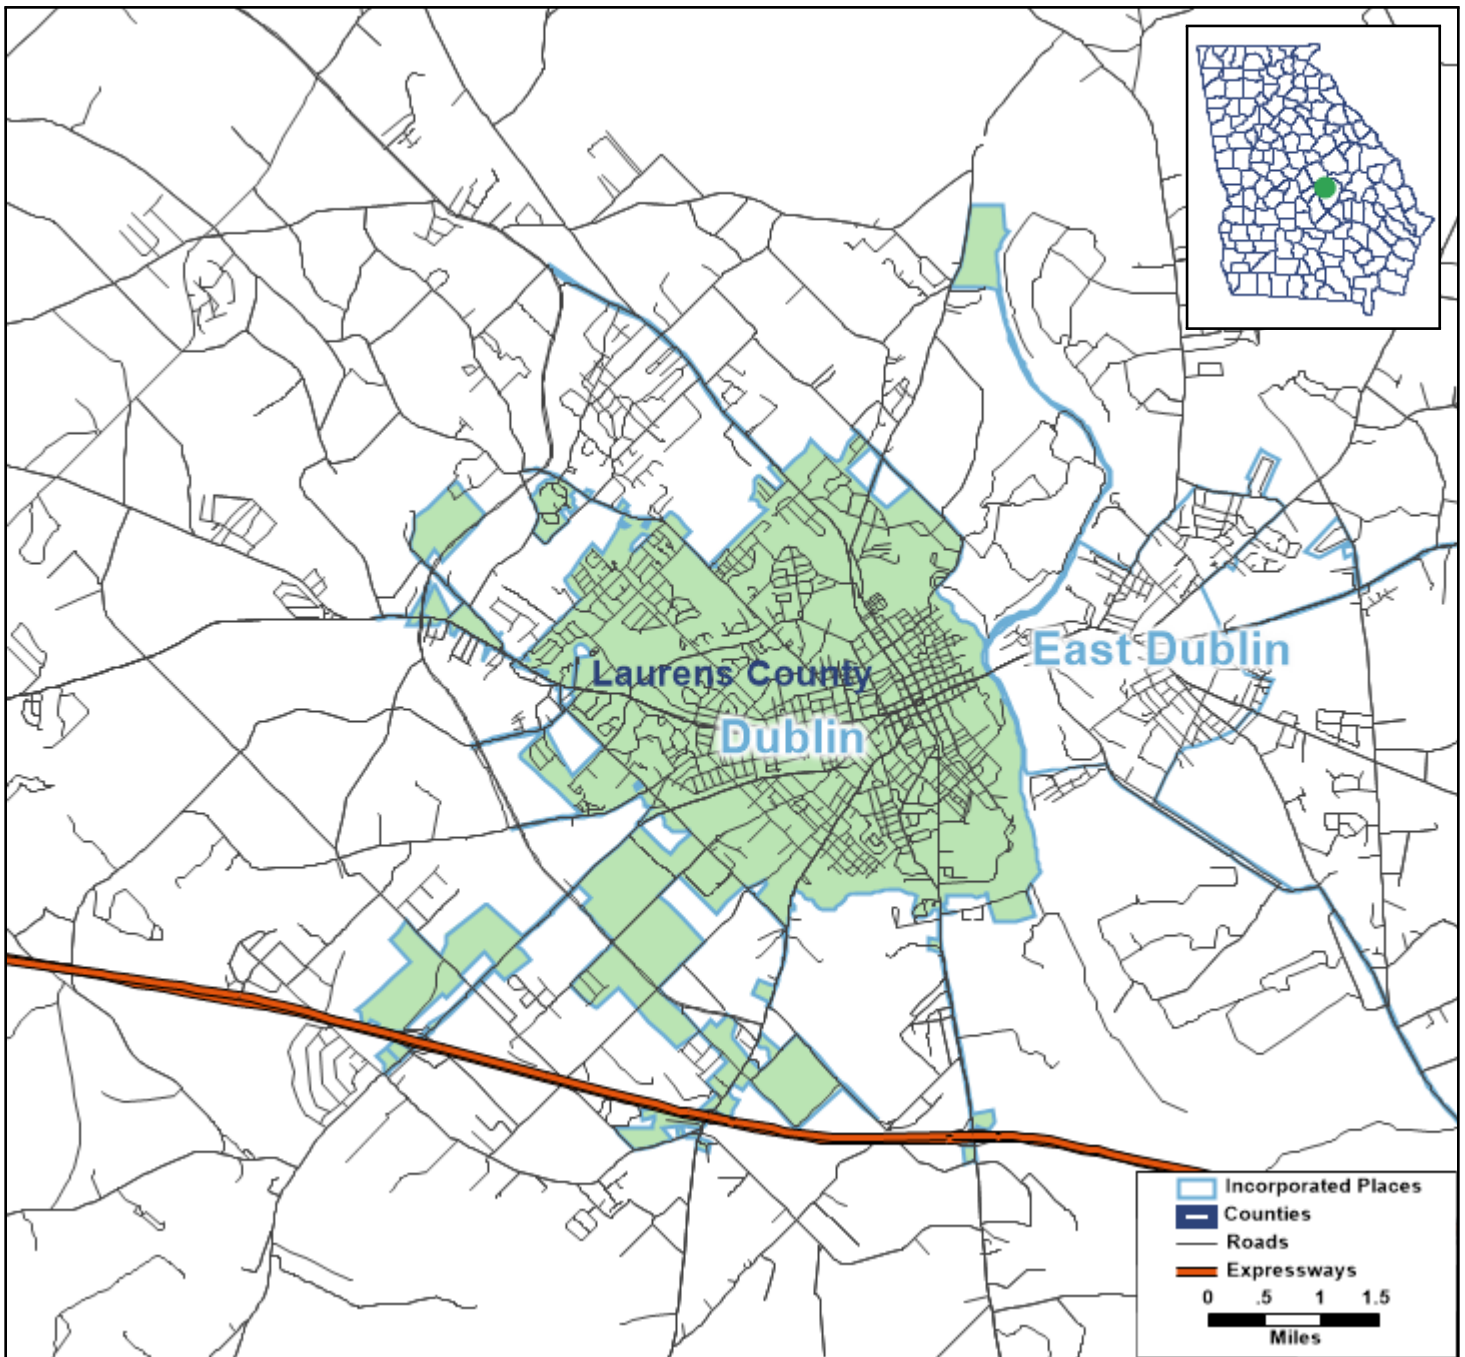 East Dublin
Laurens County
Dublin
Incorporated Places
Counties
Roads
Expressways
0 .5 1 1.5
Miles